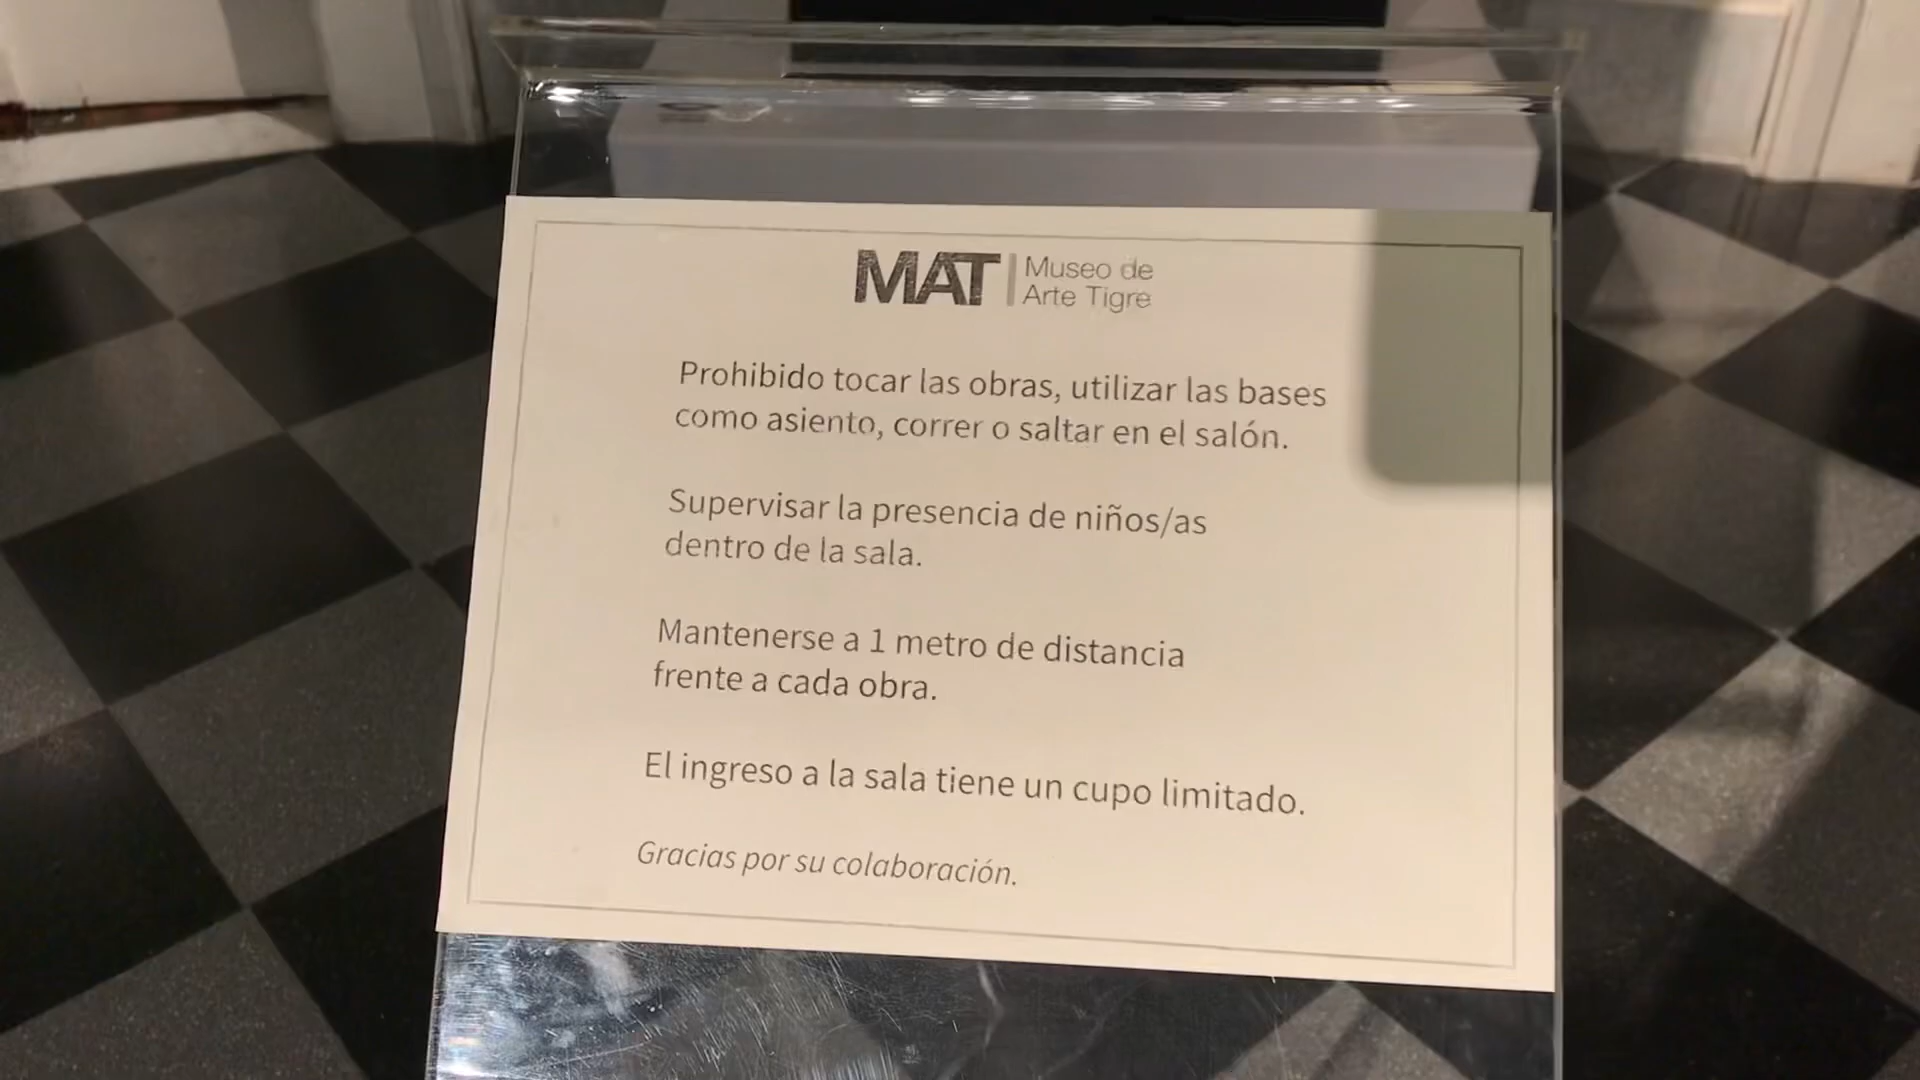 MAT | Museo de
Arte Tigre
Prohibido tocar las obras, utilizar las bases
como asiento, correr o saltar en el salón.
Supervisar la presencia de niños/as
dentro de la sala.
Mantenerse a 1 metro de distancia
frente a cada obra.
El ingreso a la sala tiene un cupo limitado.
Gracias por su colaboración.